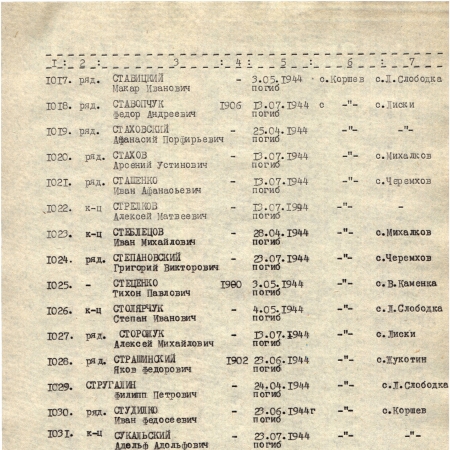 1 : 2 : 3 : 4 : 5 : 6 : 7
1017. ряд. СТАВИЦКИЙ - 3.05.1944 с.Коршев с.Л.Слободка
Макар Иванович погиб
1018. ряд. СТАВОПЧУК 1906 13.07.1944 с -"- с.Лиски
Федор Андреевич погиб
1019. ряд. СТАХОВСКИЙ - 25.04.1944 -"- -"-
Афанасий Порфирьевич погиб
1020. ряд. СТАХОВ - 13.07.1944 -"- с.Михалков
Арсений Устинович погиб
1021. ряд. СТАШЕНКО - 13.07.1944 -"- с.Черемхов
Иван Афанасьевич погиб
1022. к-ц СТРЕЛКОВ - 13.07.1944 -"- -
Алексей Матвеевич погиб
1023. к-ц СТЕБЛЕЦОВ - 28.04.1944 -"- с.Михалков
Иван Михайлович погиб
1024. ряд. СТЕПАНОВСКИЙ - 23.07.1944 -"- с.Черемхов
Григорий Викторович погиб
1025. - СТЕЦЕНКО 1900 3.05.1944 -"- с.В.Каменка
Тихон Павлович погиб
1026. к-ц СТОЛЯРЧУК - 4.05.1944 -"- с.Л.Слободка
Степан Иванович погиб
1027. ряд. СТОРОЖУК - 13.07.1944 -"- с.Лиски
Алексей Михайлович погиб
1028. ряд. СТРАШИНСКИЙ 1902 23.06.1944 -"- с.Жукотин
Яков Федорович погиб
1029. СТРУГАЛИН - 24.04.1944 -"- с.Л.Слободка
Филипп Петрович погиб
1030. ряд. СТУДИЛКО - 23.06.1944г -"- с.Коршев
Иван Федосеевич погиб
1031. к-ц СУКАЛЬСКИЙ - 23.07.1944 -"- -"-
Адольф Адольфович погиб